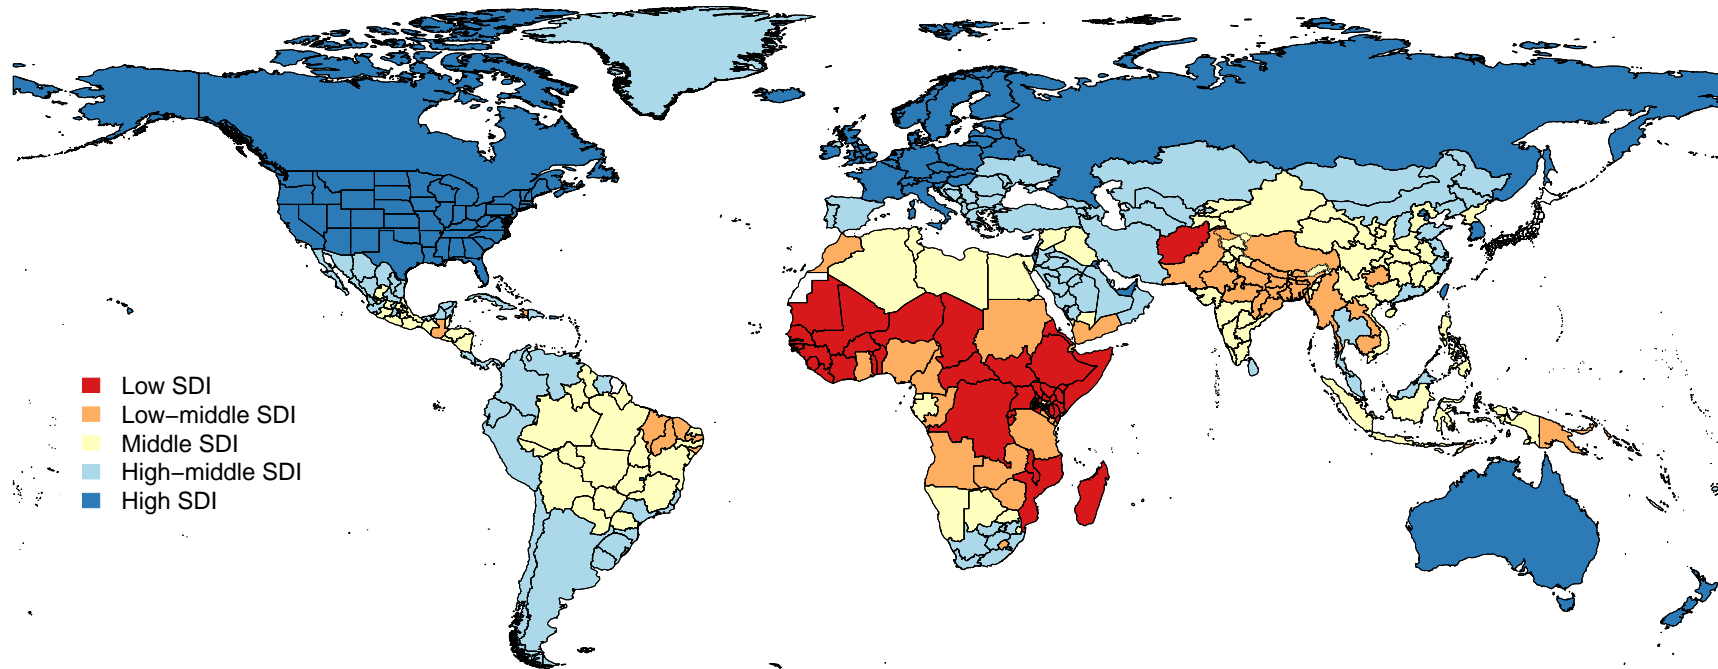 Low SDI
Low−middle SDI
Middle SDI
High−middle SDI
High SDI